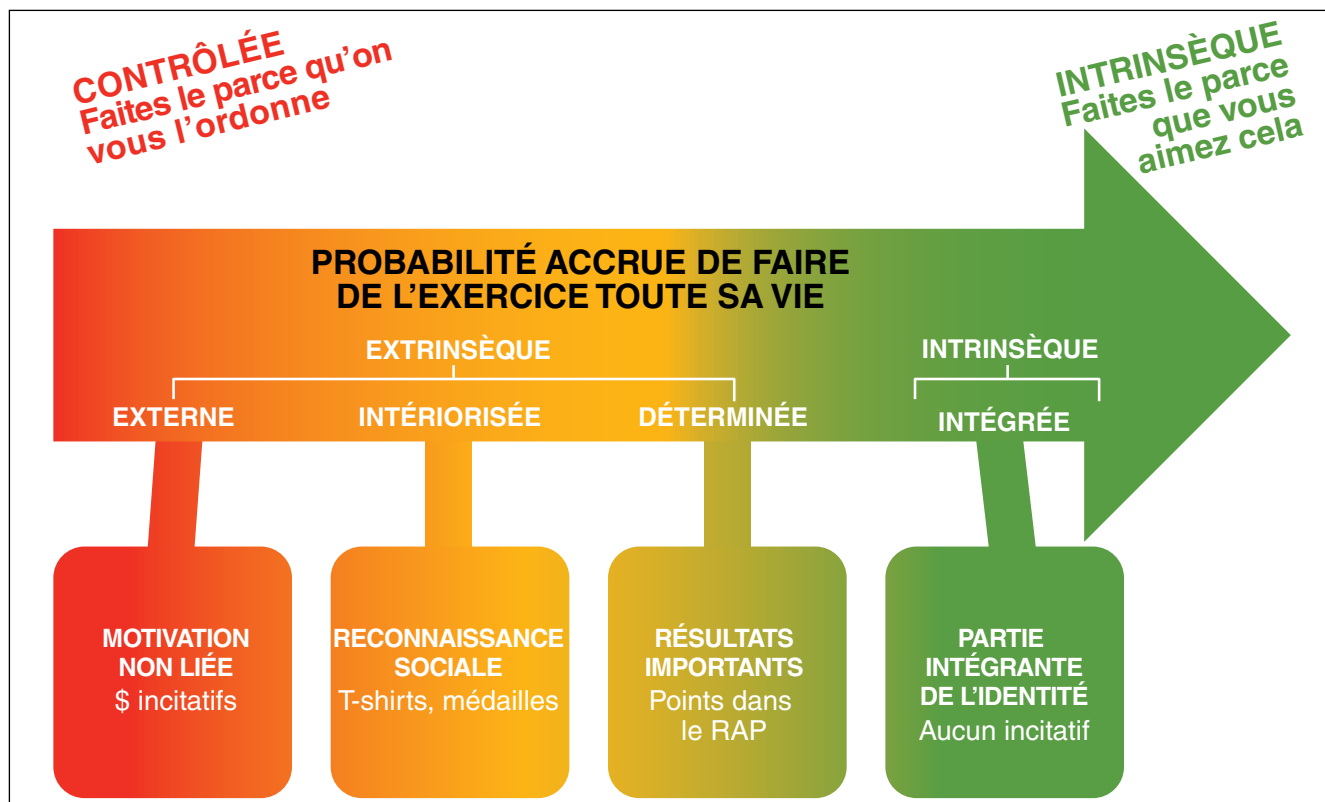 CONTRÔLÉE
Faites le parce qu'on
vous l'ordonne
INTRINSÈQUE
Faites le parce
que vous
aimez cela
PROBABILITÉ ACCRUE DE FAIRE
DE L'EXERCICE TOUTE SA VIE
EXTRINSÈQUE
INTRINSÈQUE
EXTERNE
INTÉRIORISÉE
DÉTERMINÉE
INTÉGRÉE
MOTIVATION
NON LIÉE
$ incitatifs
RECONNAISSANCE
SOCIALE
T-shirts, médailles
RÉSULTATS
IMPORTANTS
Points dans
le RAP
PARTIE
INTÉGRANTE
DE L'IDENTITÉ
Aucun incitatif